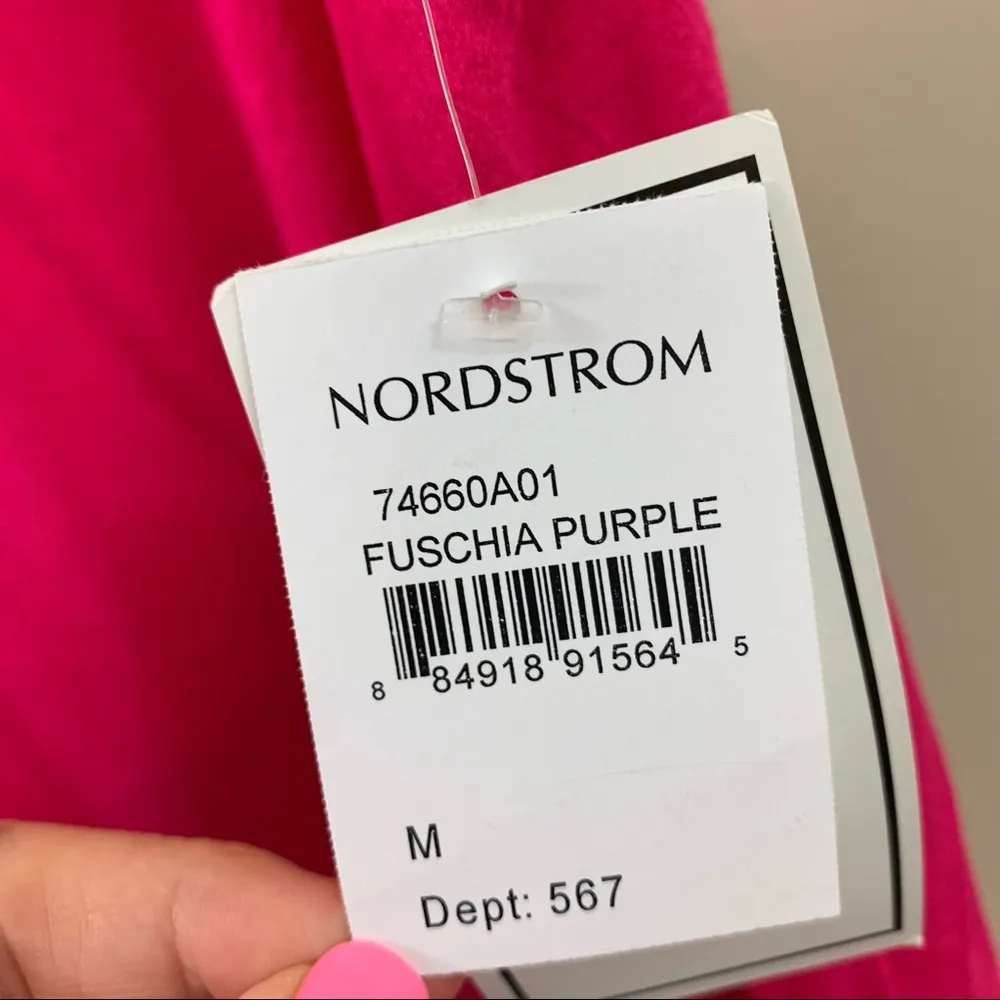 NORDSTROM
74660A01
FUSCHIA PURPLE
8 84918 91564 5
M
Dept: 567